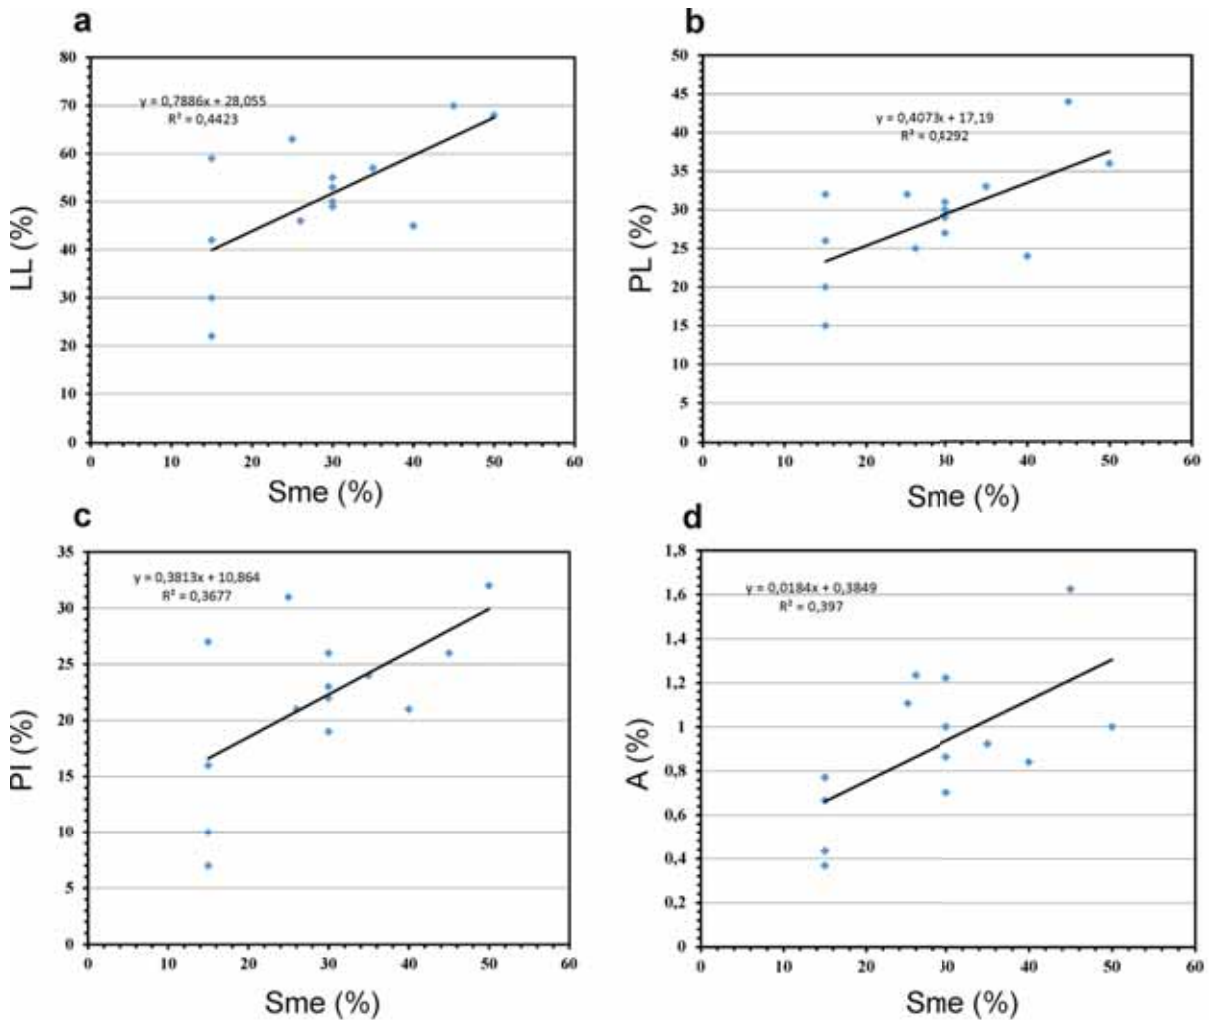 a
80
y = 0,7886x + 28,055
R² = 0,4423
70
60
50
40
30
20
10
0
0 10 20 30 40 50 60
LL (%)
Sme (%)
b
50
45
y = 0,4073x + 17,19
R² = 0,4292
40
35
30
25
20
15
10
5
0
0 10 20 30 40 50 60
PL (%)
Sme (%)
c
35
y = 0,3813x + 10,864
R² = 0,3677
30
25
20
15
10
5
0
0 10 20 30 40 50 60
PI (%)
Sme (%)
d
1,8
y = 0,0184x + 0,3849
R² = 0,397
1,6
1,4
1,2
1
0,8
0,6
0,4
0,2
0
0 10 20 30 40 50 60
A (%)
Sme (%)